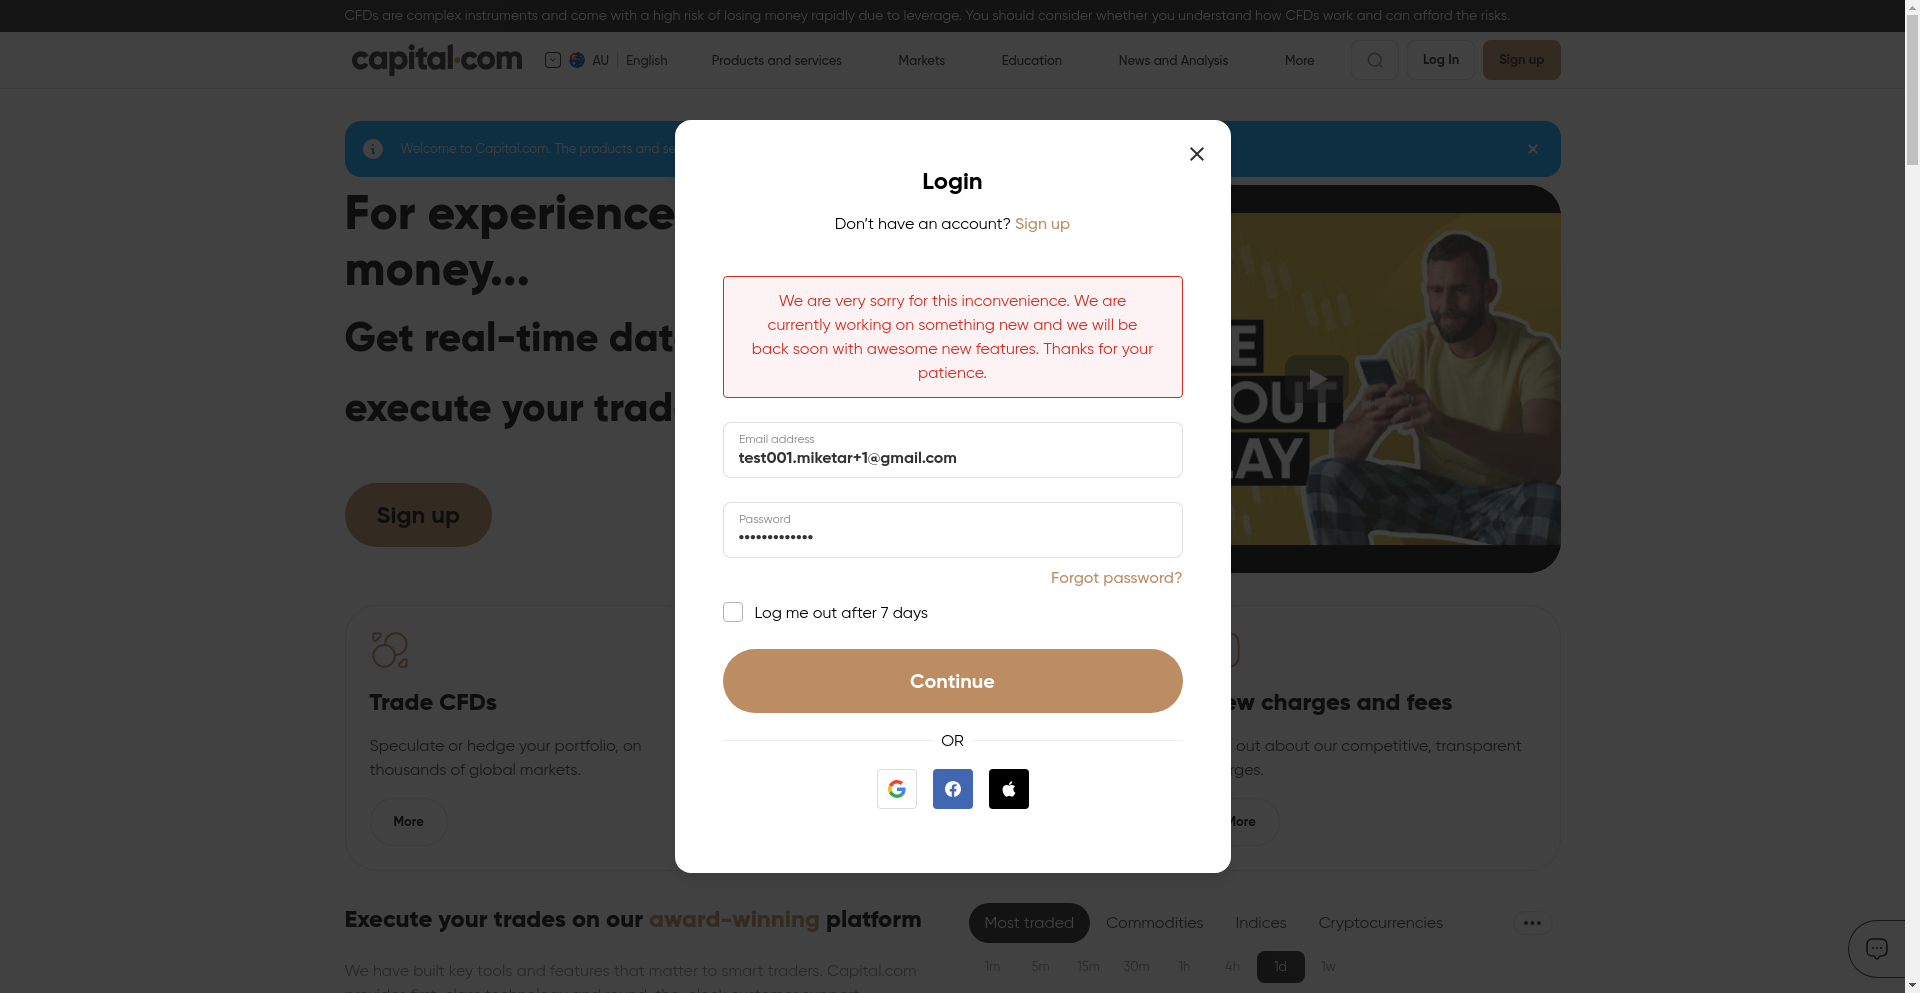 CFDs are complex instruments and come with a high risk of losing money rapidly due to leverage. You should consider whether you understand how CFDs work and can afford the risks.
capital.com
AU English
Products and services
Markets
Education
News and Analysis
More
Log In
Sign up
Welcome to Capital.com. The products and se
Login
Don't have an account? Sign up
We are very sorry for this inconvenience. We are
currently working on something new and we will be
back soon with awesome new features. Thanks for your
patience.
Email address
test001.miketar+1@gmail.com
Password
•••••••••••••
Forgot password?
Log me out after 7 days
Continue
OR
For experience
money...
Get real-time dat
execute your trad
Sign up
OUT
LAY
Trade CFDs
Speculate or hedge your portfolio, on
thousands of global markets.
More
ew charges and fees
out about our competitive, transparent
rges.
More
Execute your trades on our award-winning platform
We have built key tools and features that matter to smart traders. Capital.com
Most traded
Commodities
Indices
Cryptocurrencies
1m
5m
15m
30m
1h
4h
1d
1w